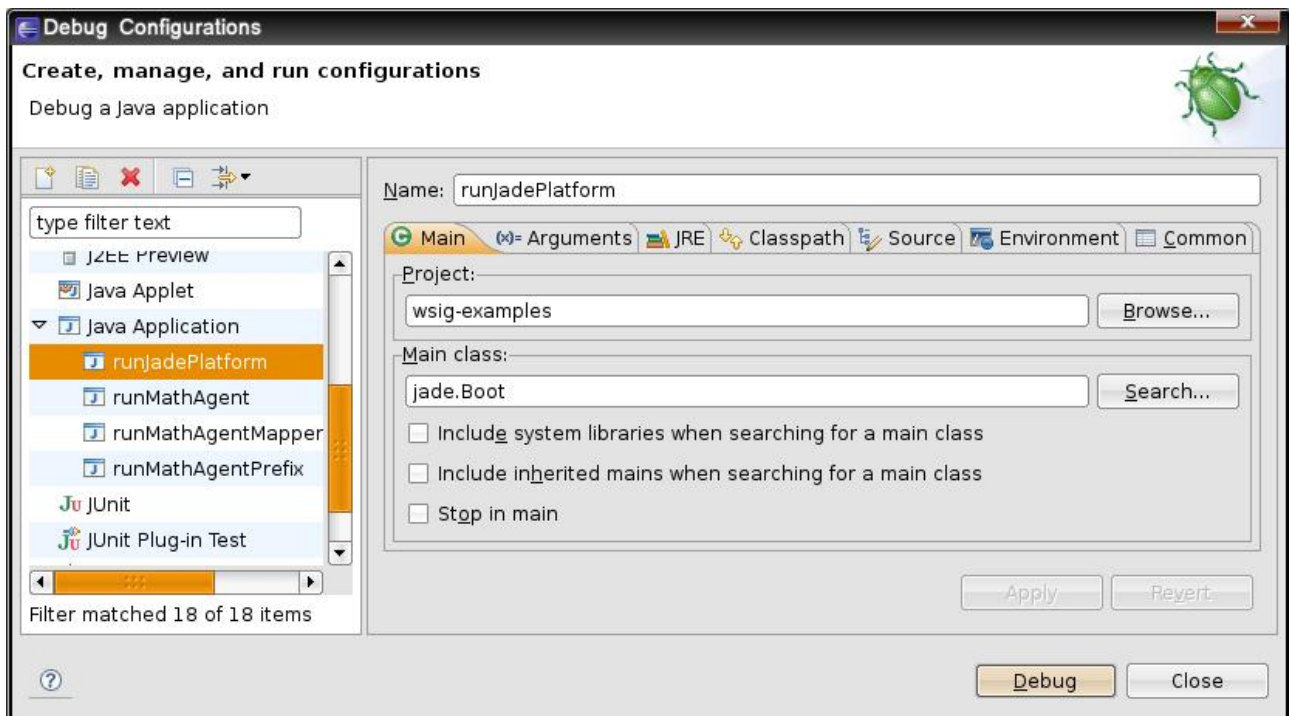 Debug Configurations
Create, manage, and run configurations
Debug a Java application
type filter text
J2EE Preview
Java Applet
Java Application
runJadePlatform
runMathAgent
runMathAgentMapper
runMathAgentPrefix
JUnit
JUnit Plug-in Test
Filter matched 18 of 18 items
Name: runJadePlatform
Main (x)= Arguments JRE Classpath Source Environment Common
Project:
wsig-examples Browse...
Main class:
jade.Boot Search...
Include system libraries when searching for a main class
Include inherited mains when searching for a main class
Stop in main
Apply Revert
Debug Close